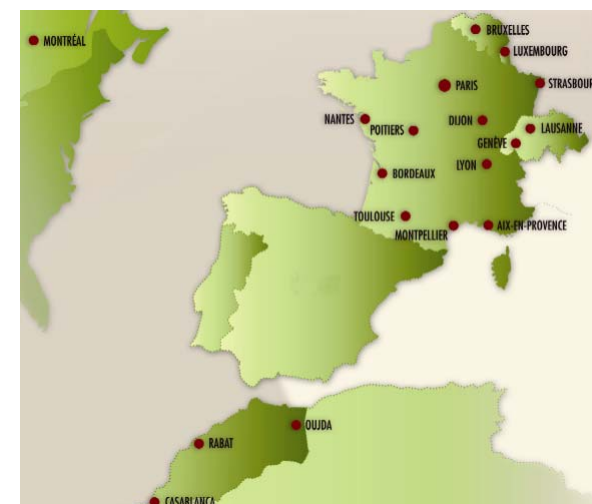 BRUXELLES
MONTRÉAL
LUXEMBOURG
PARIS
STRASBOUR
NANTES
POITIERS
DIJON
LAUSANNE
GENÈVE
LYON
BORDEAUX
TOULOUSE
MONTPELLIER
AIX-EN-PROVENCE
OUJDA
RABAT
CASABLANCA